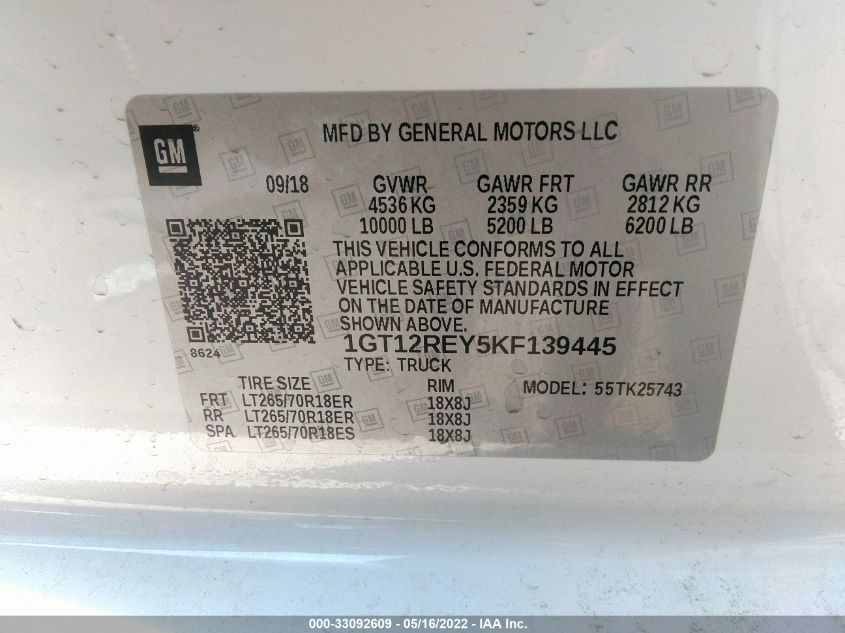 GM
MFD BY GENERAL MOTORS LLC
09/18 GVWR GAWR FRT GAWR RR
4536 KG 2359 KG 2812 KG
10000 LB 5200 LB 6200 LB
THIS VEHICLE CONFORMS TO ALL
APPLICABLE U.S. FEDERAL MOTOR
VEHICLE SAFETY STANDARDS IN EFFECT
ON THE DATE OF MANUFACTURE
SHOWN ABOVE.
8624
1GT12REY5KF139445
TYPE: TRUCK
TIRE SIZE RIM MODEL: 55TK25743
FRT LT265/70R18ER 18X8J
RR LT265/70R18ER 18X8J
SPA LT265/70R18ES 18X8J
000-33092609 - 05/16/2022 - IAA Inc.